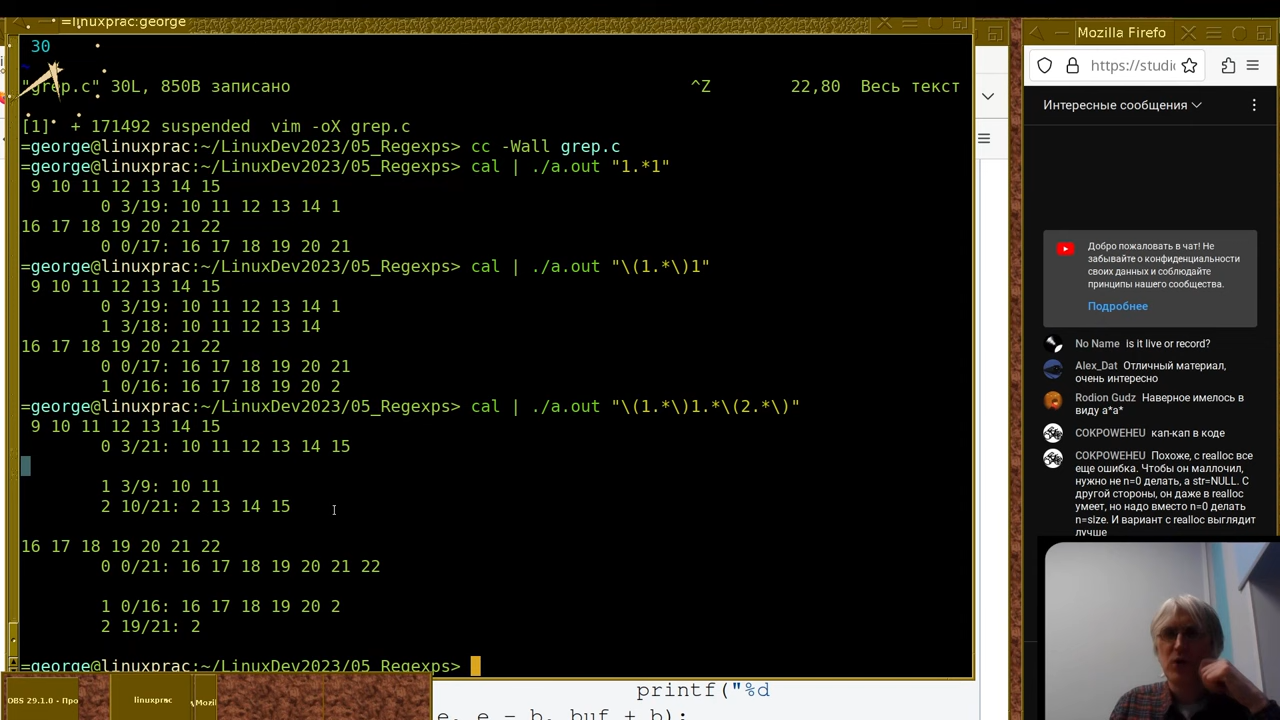 =linuxprac:george
30
"grep.c" 30L, 850B записано ^Z 22,80 Весь текст
[1] + 171492 suspended vim -oX grep.c
=george@linuxprac:~/LinuxDev2023/05_Regexps> cc -Wall grep.c
=george@linuxprac:~/LinuxDev2023/05_Regexps> cal | ./a.out "1.*1"
9 10 11 12 13 14 15
0 3/19: 10 11 12 13 14 1
16 17 18 19 20 21 22
0 0/17: 16 17 18 19 20 21
=george@linuxprac:~/LinuxDev2023/05_Regexps> cal | ./a.out "\(1.*\)1"
9 10 11 12 13 14 15
0 3/19: 10 11 12 13 14 1
1 3/18: 10 11 12 13 14
16 17 18 19 20 21 22
0 0/17: 16 17 18 19 20 21
1 0/16: 16 17 18 19 20 2
=george@linuxprac:~/LinuxDev2023/05_Regexps> cal | ./a.out "\(1.*\)1.*\(2.*\)"
9 10 11 12 13 14 15
0 3/21: 10 11 12 13 14 15
1 3/9: 10 11
2 10/21: 2 13 14 15
16 17 18 19 20 21 22
0 0/21: 16 17 18 19 20 21 22
1 0/16: 16 17 18 19 20 2
2 19/21: 2
=george@linuxprac:~/LinuxDev2023/05_Regexps>
DBS 29.1.0 - Про
linuxprac
Mozi
printf("%d
e, e - b, buf + b);
Mozilla Firefo
https://studi
Интересные сообщения
Добро пожаловать в чат! Не
забывайте о конфиденциальности
своих данных и соблюдайте
принципы нашего сообщества.
Подробнее
No Name is it live or record?
Alex_Dat Отличный материал,
очень интересно
Rodion Gudz Наверное имелось в
виду a*a*
COKPOWEHEU кап-кап в коде
COKPOWEHEU Похоже, с realloc все
еще ошибка. Чтобы он маллочил,
нужно не n=0 делать, а str=NULL. С
другой стороны, он даже в realloc
умеет, но надо вместо n=0 делать
n=size. И вариант с realloc выглядит
лучше